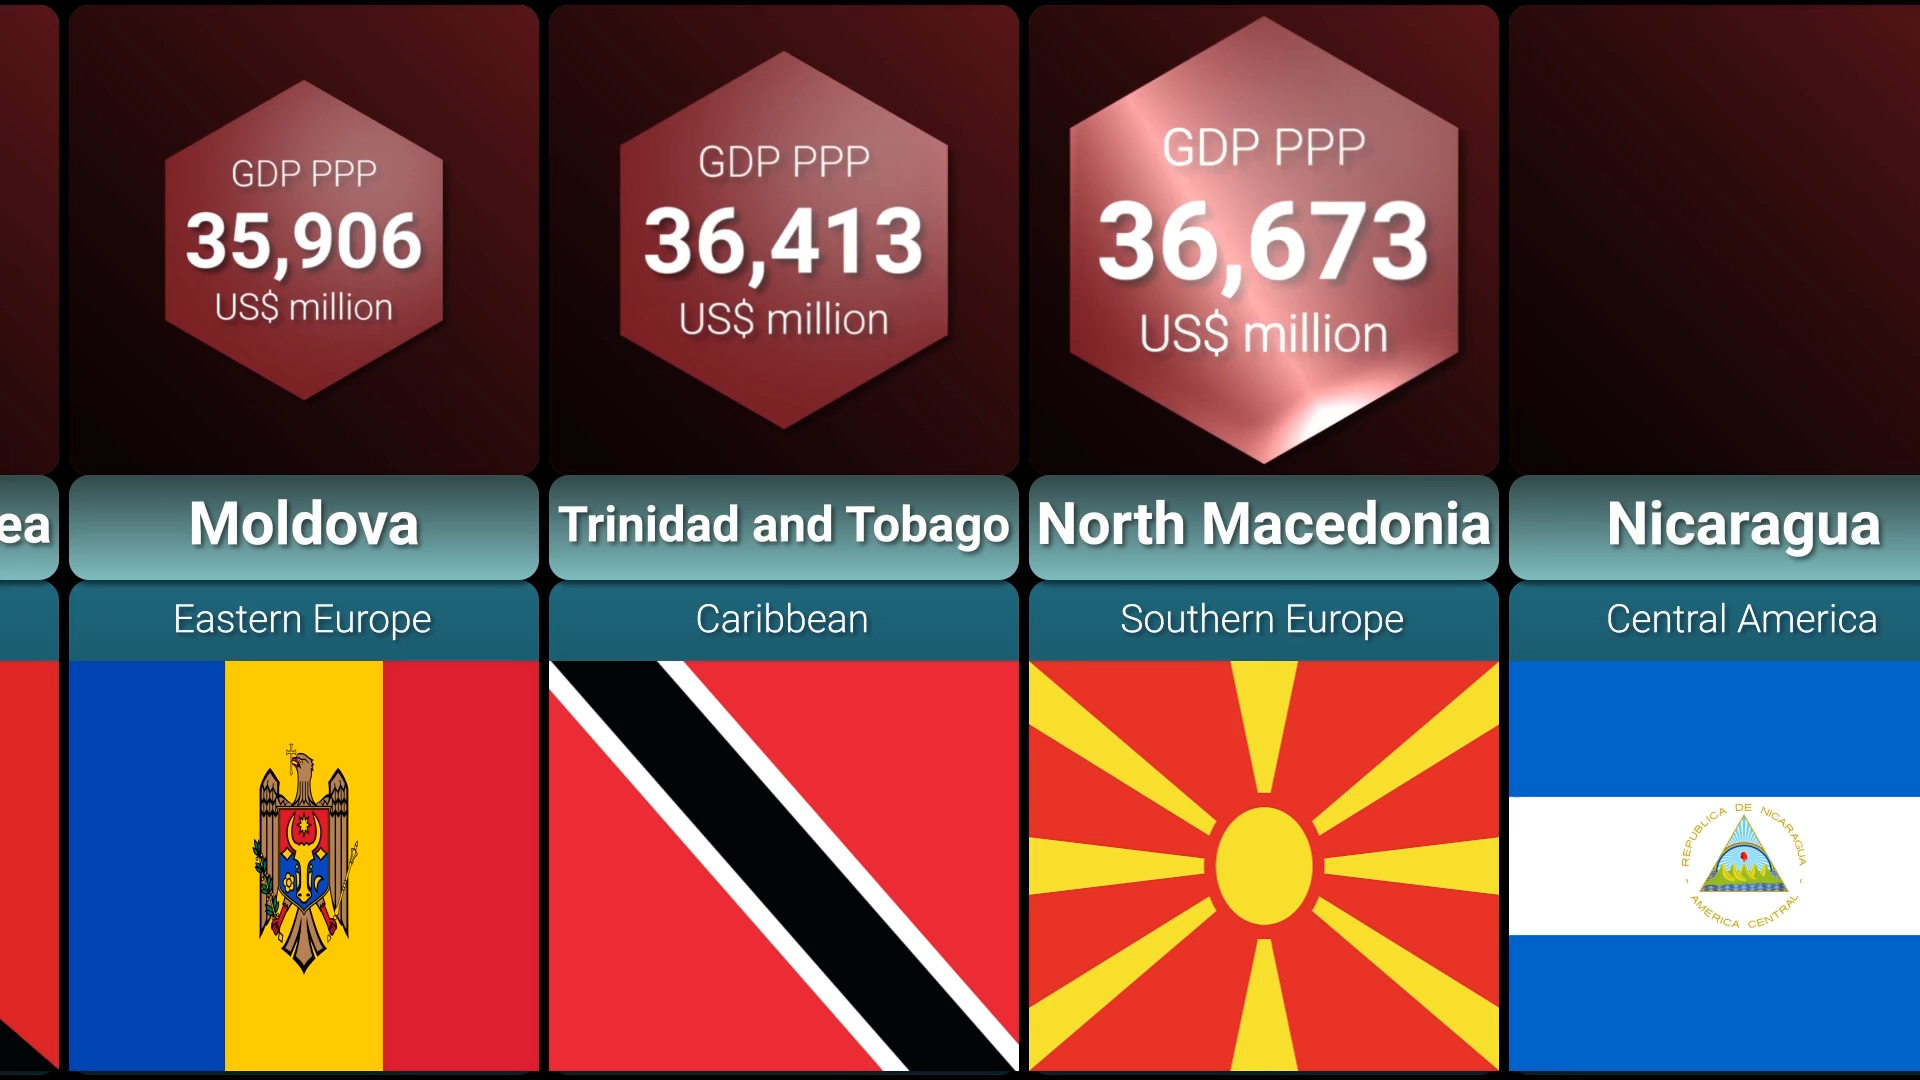 GDP PPP
35,906
US$ million
GDP PPP
36,413
US$ million
GDP PPP
36,673
US$ million
ea
Moldova
Trinidad and Tobago
North Macedonia
Nicaragua
Eastern Europe
Caribbean
Southern Europe
Central America
REPUBLICA DE NICARAGUA
AMERICA CENTRAL